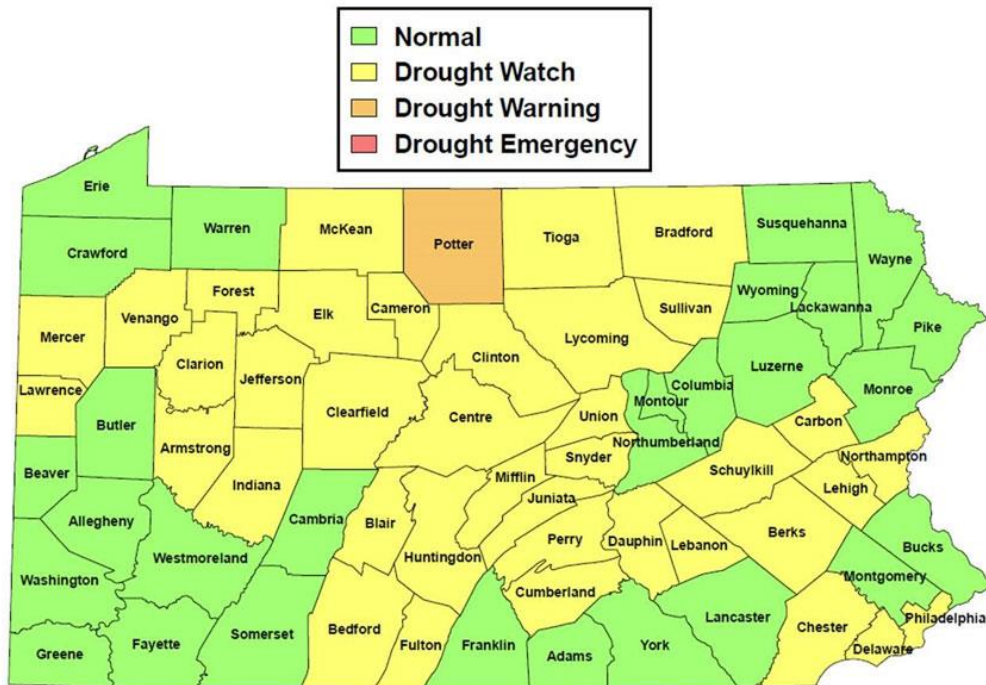 Normal
Drought Watch
Drought Warning
Drought Emergency
Erie
Crawford
Warren
McKean
Potter
Tioga
Bradford
Susquehanna
Wayne
Wyoming
Lackawanna
Pike
Mercer
Venango
Forest
Elk
Cameron
Sullivan
Lycoming
Clinton
Clarion
Jefferson
Lawrence
Butler
Clearfield
Centre
Union
Montour
Columbia
Luzerne
Monroe
Carbon
Northumberland
Snyder
Armstrong
Beaver
Indiana
Mifflin
Schuylkill
Northampton
Lehigh
Allegheny
Cambria
Blair
Juniata
Huntingdon
Perry
Dauphin
Lebanon
Berks
Bucks
Westmoreland
Washington
Montgomery
Cumberland
Greene
Fayette
Somerset
Bedford
Fulton
Franklin
Adams
York
Lancaster
Chester
Philadelphia
Delaware